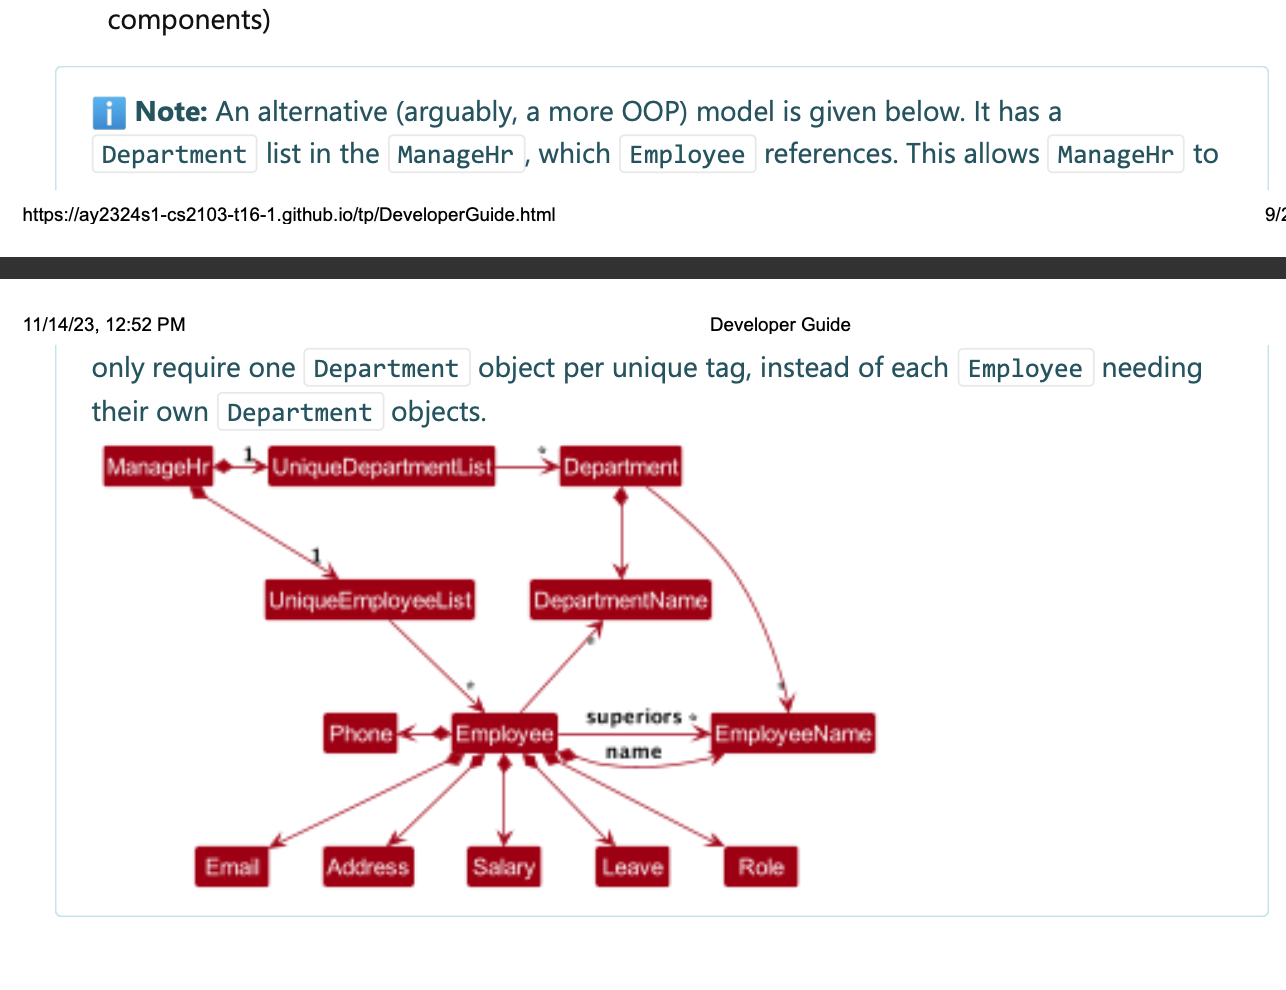 components)
Note: An alternative (arguably, a more OOP) model is given below. It has a
Department list in the ManageHr , which Employee references. This allows ManageHr to
https://ay2324s1-cs2103-t16-1.github.io/tp/DeveloperGuide.html
11/14/23, 12:52 PM
Developer Guide
only require one Department object per unique tag, instead of each Employee needing
their own Department objects.
ManageHr 1 UniqueDepartmentList * Department
1
UniqueEmployeeList DepartmentName
*
* *
superiors *
Phone Employee EmployeeName
name
Email Address Salary Leave Role